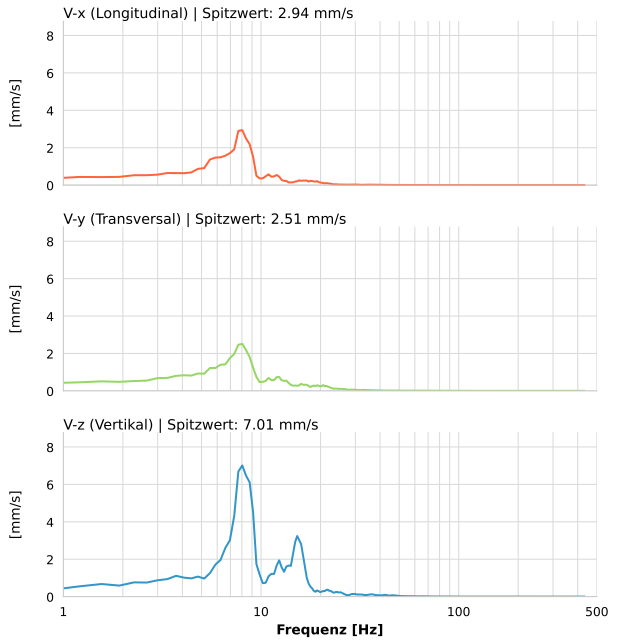 V-x (Longitudinal) | Spitzwert: 2.94 mm/s
8
6
4
2
0
[mm/s]
V-y (Transversal) | Spitzwert: 2.51 mm/s
8
6
4
2
0
[mm/s]
V-z (Vertikal) | Spitzwert: 7.01 mm/s
8
6
4
2
0
[mm/s]
1 10 100 500
Frequenz [Hz]